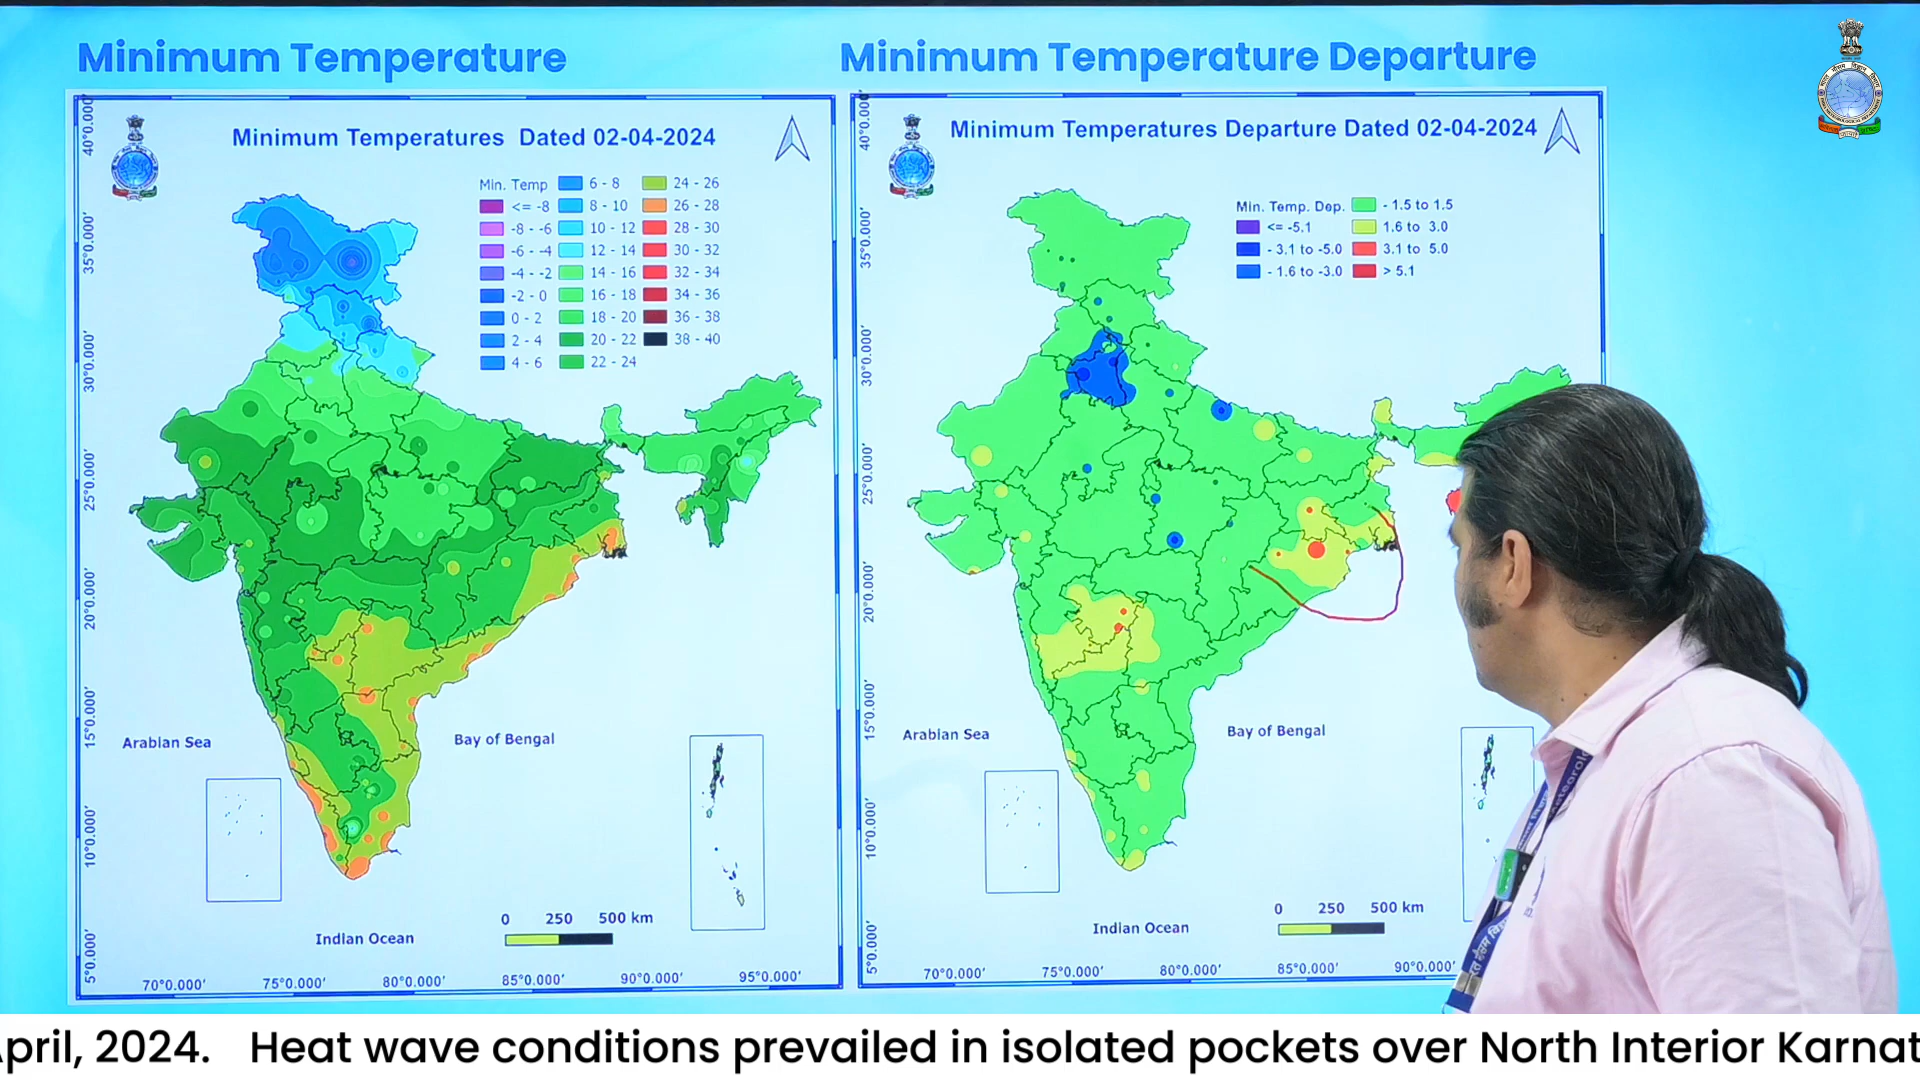 Minimum Temperature
Minimum Temperature Departure
Minimum Temperatures Dated 02-04-2024
Min. Temp
<= -8
-8 - -6
-6 - -4
-4 - -2
-2 - 0
0 - 2
2 - 4
4 - 6
6 - 8
8 - 10
10 - 12
12 - 14
14 - 16
16 - 18
18 - 20
20 - 22
22 - 24
24 - 26
26 - 28
28 - 30
30 - 32
32 - 34
34 - 36
36 - 38
38 - 40
40°0.000'
35°0.000'
30°0.000'
25°0.000'
20°0.000'
15°0.000'
10°0.000'
5°0.000'
Arabian Sea
Bay of Bengal
Indian Ocean
0 250 500 km
70°0.000' 75°0.000' 80°0.000' 85°0.000' 90°0.000' 95°0.000'
Minimum Temperatures Departure Dated 02-04-2024
Min. Temp. Dep.
<= -5.1
- 3.1 to -5.0
- 1.6 to -3.0
- 1.5 to 1.5
1.6 to 3.0
3.1 to 5.0
> 5.1
40°0.000'
35°0.000'
30°0.000'
25°0.000'
20°0.000'
15°0.000'
10°0.000'
5°0.000'
Arabian Sea
Bay of Bengal
Indian Ocean
0 250 500 km
70°0.000' 75°0.000' 80°0.000' 85°0.000' 90°0.000'
April, 2024. Heat wave conditions prevailed in isolated pockets over North Interior Karnat